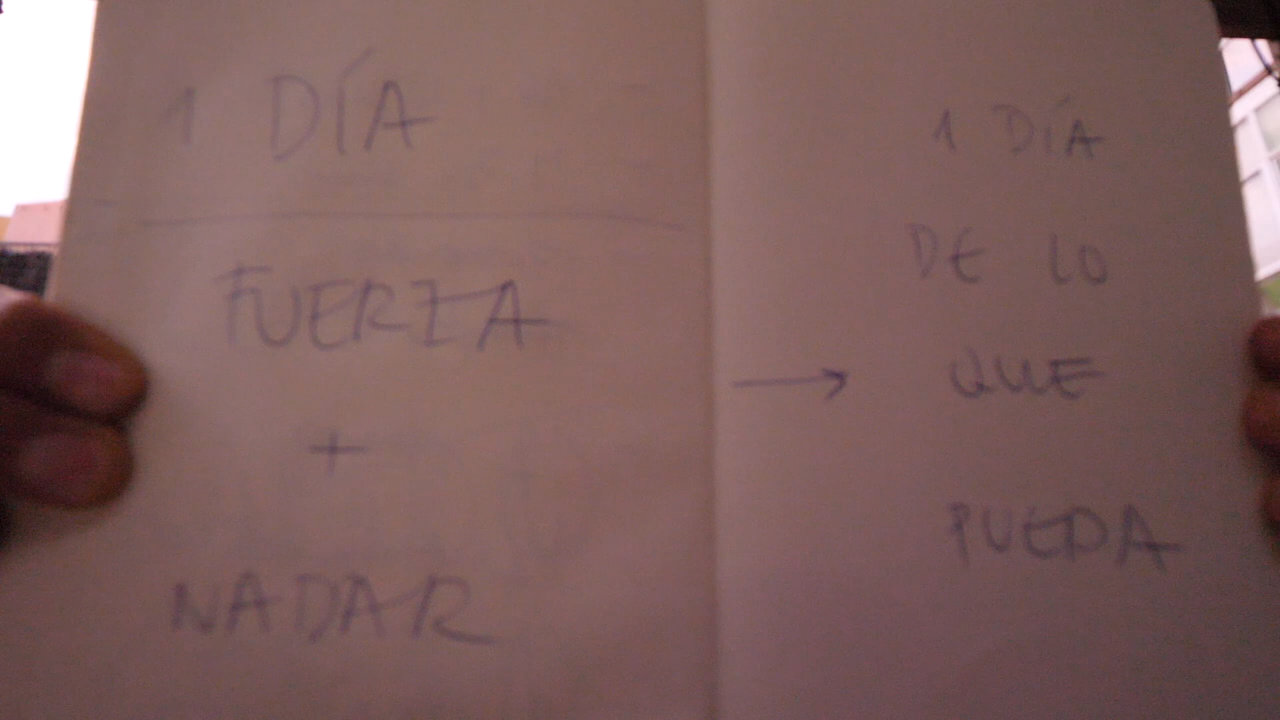 1 DÍA
FUERZA
+
NADAR
→ 1 DÍA
DE LO
QUE
PUEDA